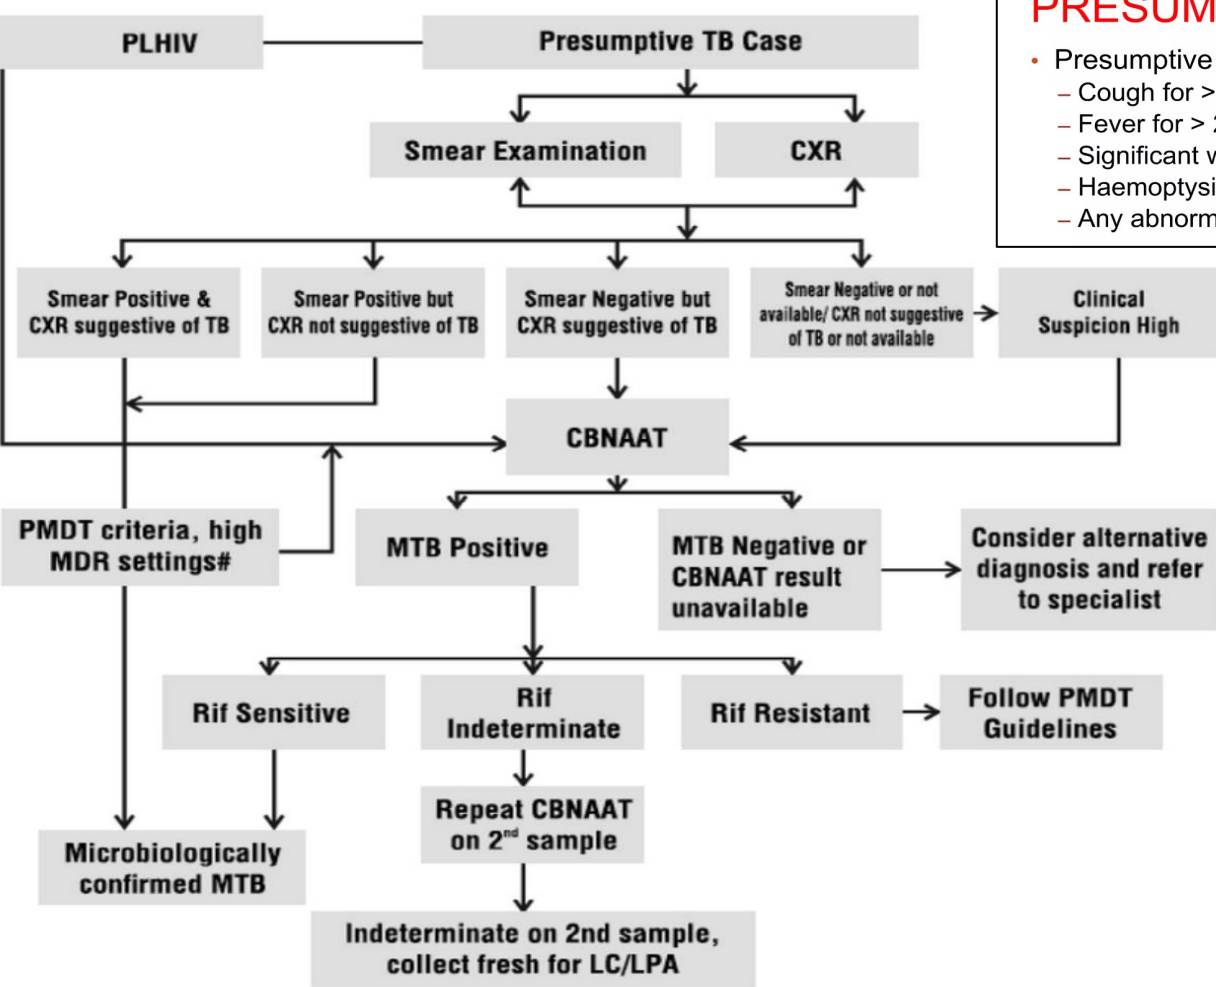 PLHIV
Presumptive TB Case
PRESUM
• Presumptive
– Cough for >
– Fever for >
– Significant
– Haemoptysi
– Any abnorm
Smear Examination
CXR
Smear Positive &
CXR suggestive of TB
Smear Positive but
CXR not suggestive of TB
Smear Negative but
CXR suggestive of TB
Smear Negative or not
available/ CXR not suggestive
of TB or not available
Clinical
Suspicion High
CBNAAT
PMDT criteria, high
MDR settings#
MTB Positive
MTB Negative or
CBNAAT result
unavailable
Consider alternative
diagnosis and refer
to specialist
Rif Sensitive
Rif
Indeterminate
Rif Resistant
Follow PMDT
Guidelines
Repeat CBNAAT
on 2nd sample
Microbiologically
confirmed MTB
Indeterminate on 2nd sample,
collect fresh for LC/LPA